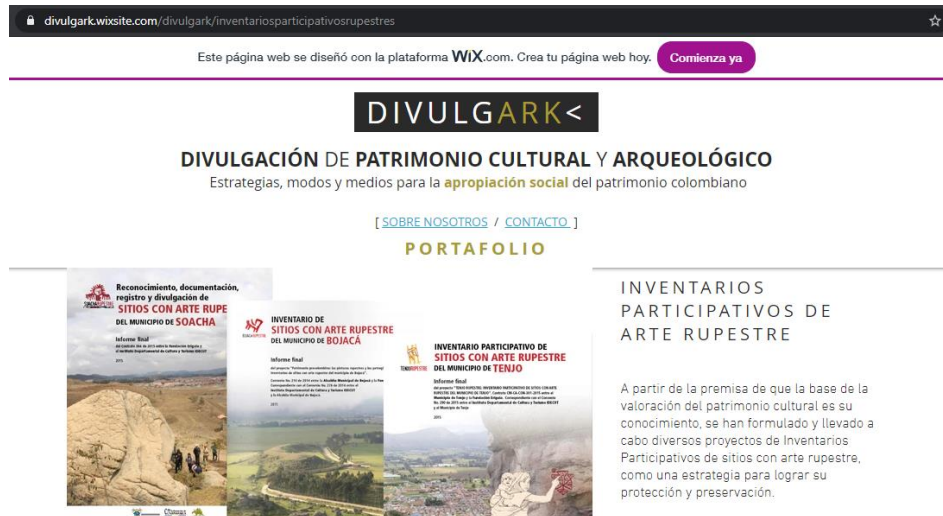 divulgark.wixsite.com/divulgark/inventariosparticipativosrupestres
Este página web se diseñó con la plataforma WiX.com. Crea tu página web hoy. Comienza ya
DIVULGARK<
DIVULGACIÓN DE PATRIMONIO CULTURAL Y ARQUEOLÓGICO
Estrategias, modos y medios para la apropiación social del patrimonio colombiano
[ SOBRE NOSOTROS / CONTACTO ]
PORTAFOLIO
Reconocimiento, documentación,
registro y divulgación de
SITIOS CON ARTE RUPE
DEL MUNICIPIO DE SOACHA
Informe final
2015
INVENTARIO DE
SITIOS CON ARTE RUPESTRE
DEL MUNICIPIO DE BOJACÁ
Informe final
INVENTARIO PARTICIPATIVO DE
SITIOS CON ARTE RUPESTRE
DEL MUNICIPIO DE TENJO
Informe final
2015
INVENTARIOS
PARTICIPATIVOS DE
ARTE RUPESTRE
A partir de la premisa de que la base de la
valoración del patrimonio cultural es su
conocimiento, se han formulado y llevado a
cabo diversos proyectos de Inventarios
Participativos de sitios con arte rupestre,
como una estrategia para lograr su
protección y preservación.